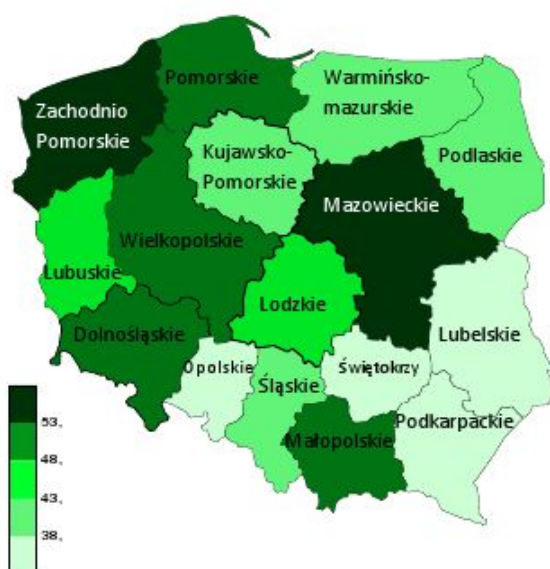 Pomorskie
Warmińsko-
mazurskie
Zachodnio
Pomorskie
Kujawsko-
Pomorskie
Podlaskie
Mazowieckie
Wielkopolskie
Lubuskie
Lodzkie
Dolnośląskie
Lubelskie
Opolskie
Śląskie
Świętokrzy
Podkarpackie
Małopolskie
53,
48,
43,
38,